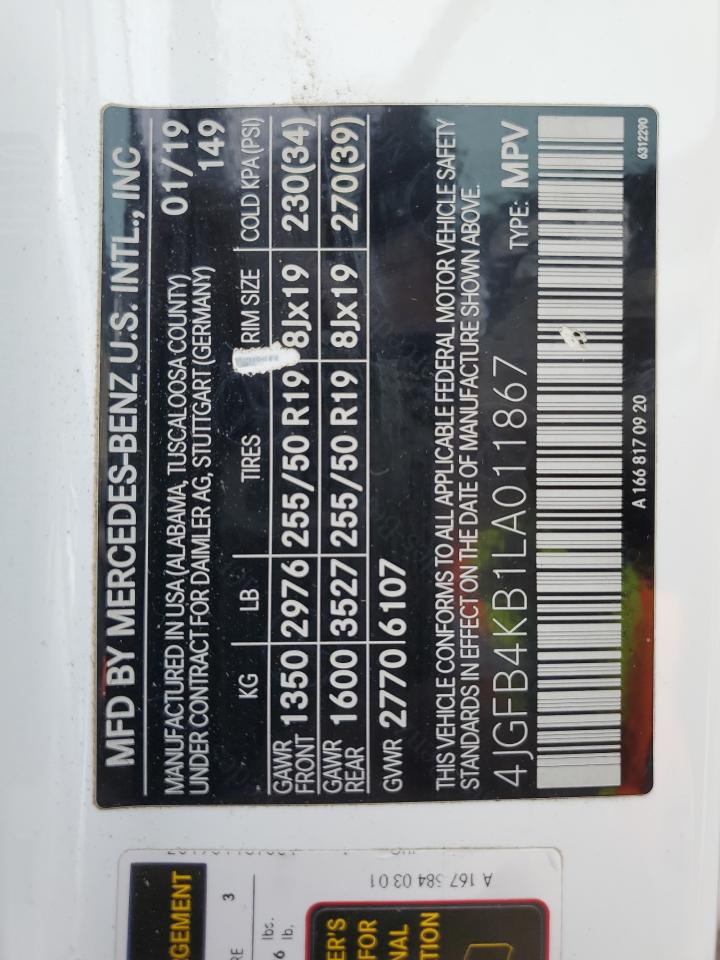 MFD BY MERCEDES-BENZ U.S. INTL., INC
MANUFACTURED IN USA (ALABAMA, TUSCALOOSA COUNTY) 01/19
UNDER CONTRACT FOR DAIMLER AG, STUTTGART (GERMANY) 149
KG LB TIRES RIM SIZE COLD KPA (PSI)
GAWR FRONT 1350 2976 255/50 R19 8Jx19 230(34)
GAWR REAR 1600 3527 255/50 R19 8Jx19 270(39)
GVWR 2770 6107
THIS VEHICLE CONFORMS TO ALL APPLICABLE FEDERAL MOTOR VEHICLE SAFETY
STANDARDS IN EFFECT ON THE DATE OF MANUFACTURE SHOWN ABOVE.
4JGFB4KB1LA011867 TYPE: MPV
A 166 817 09 20 6312290
GEMENT
RE 3
lbs.
6 lb.
ER'S
FOR
NAL
TION
A 167 584 03 01